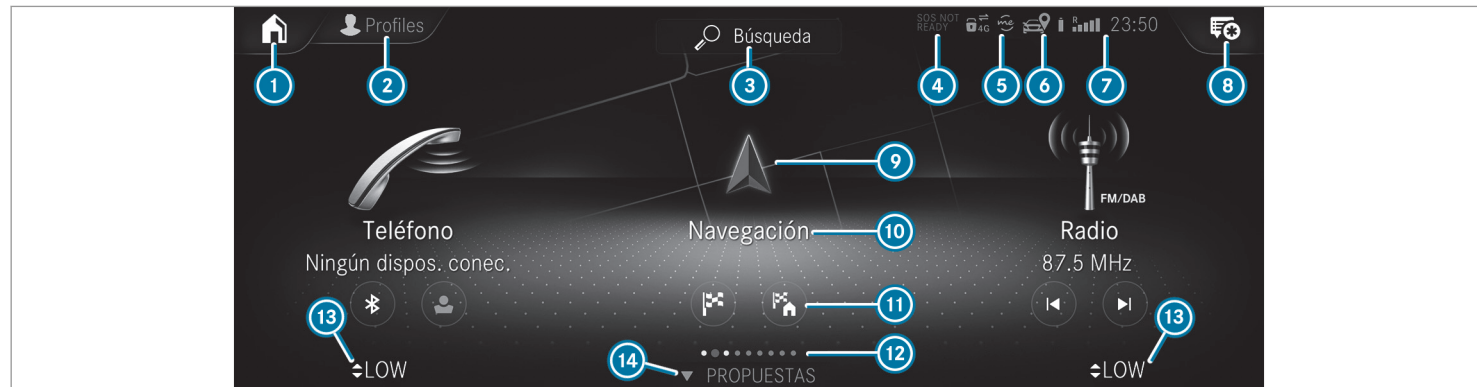 Profiles
Búsqueda
SOS NOT
READY
4G
me
R
23:50
1
2
3
4
5
6
7
8
9
FM/DAB
Teléfono
Navegación
10
Radio
Ningún dispos. conec.
87.5 MHz
11
13
13
12
14
LOW
PROPUESTAS
LOW